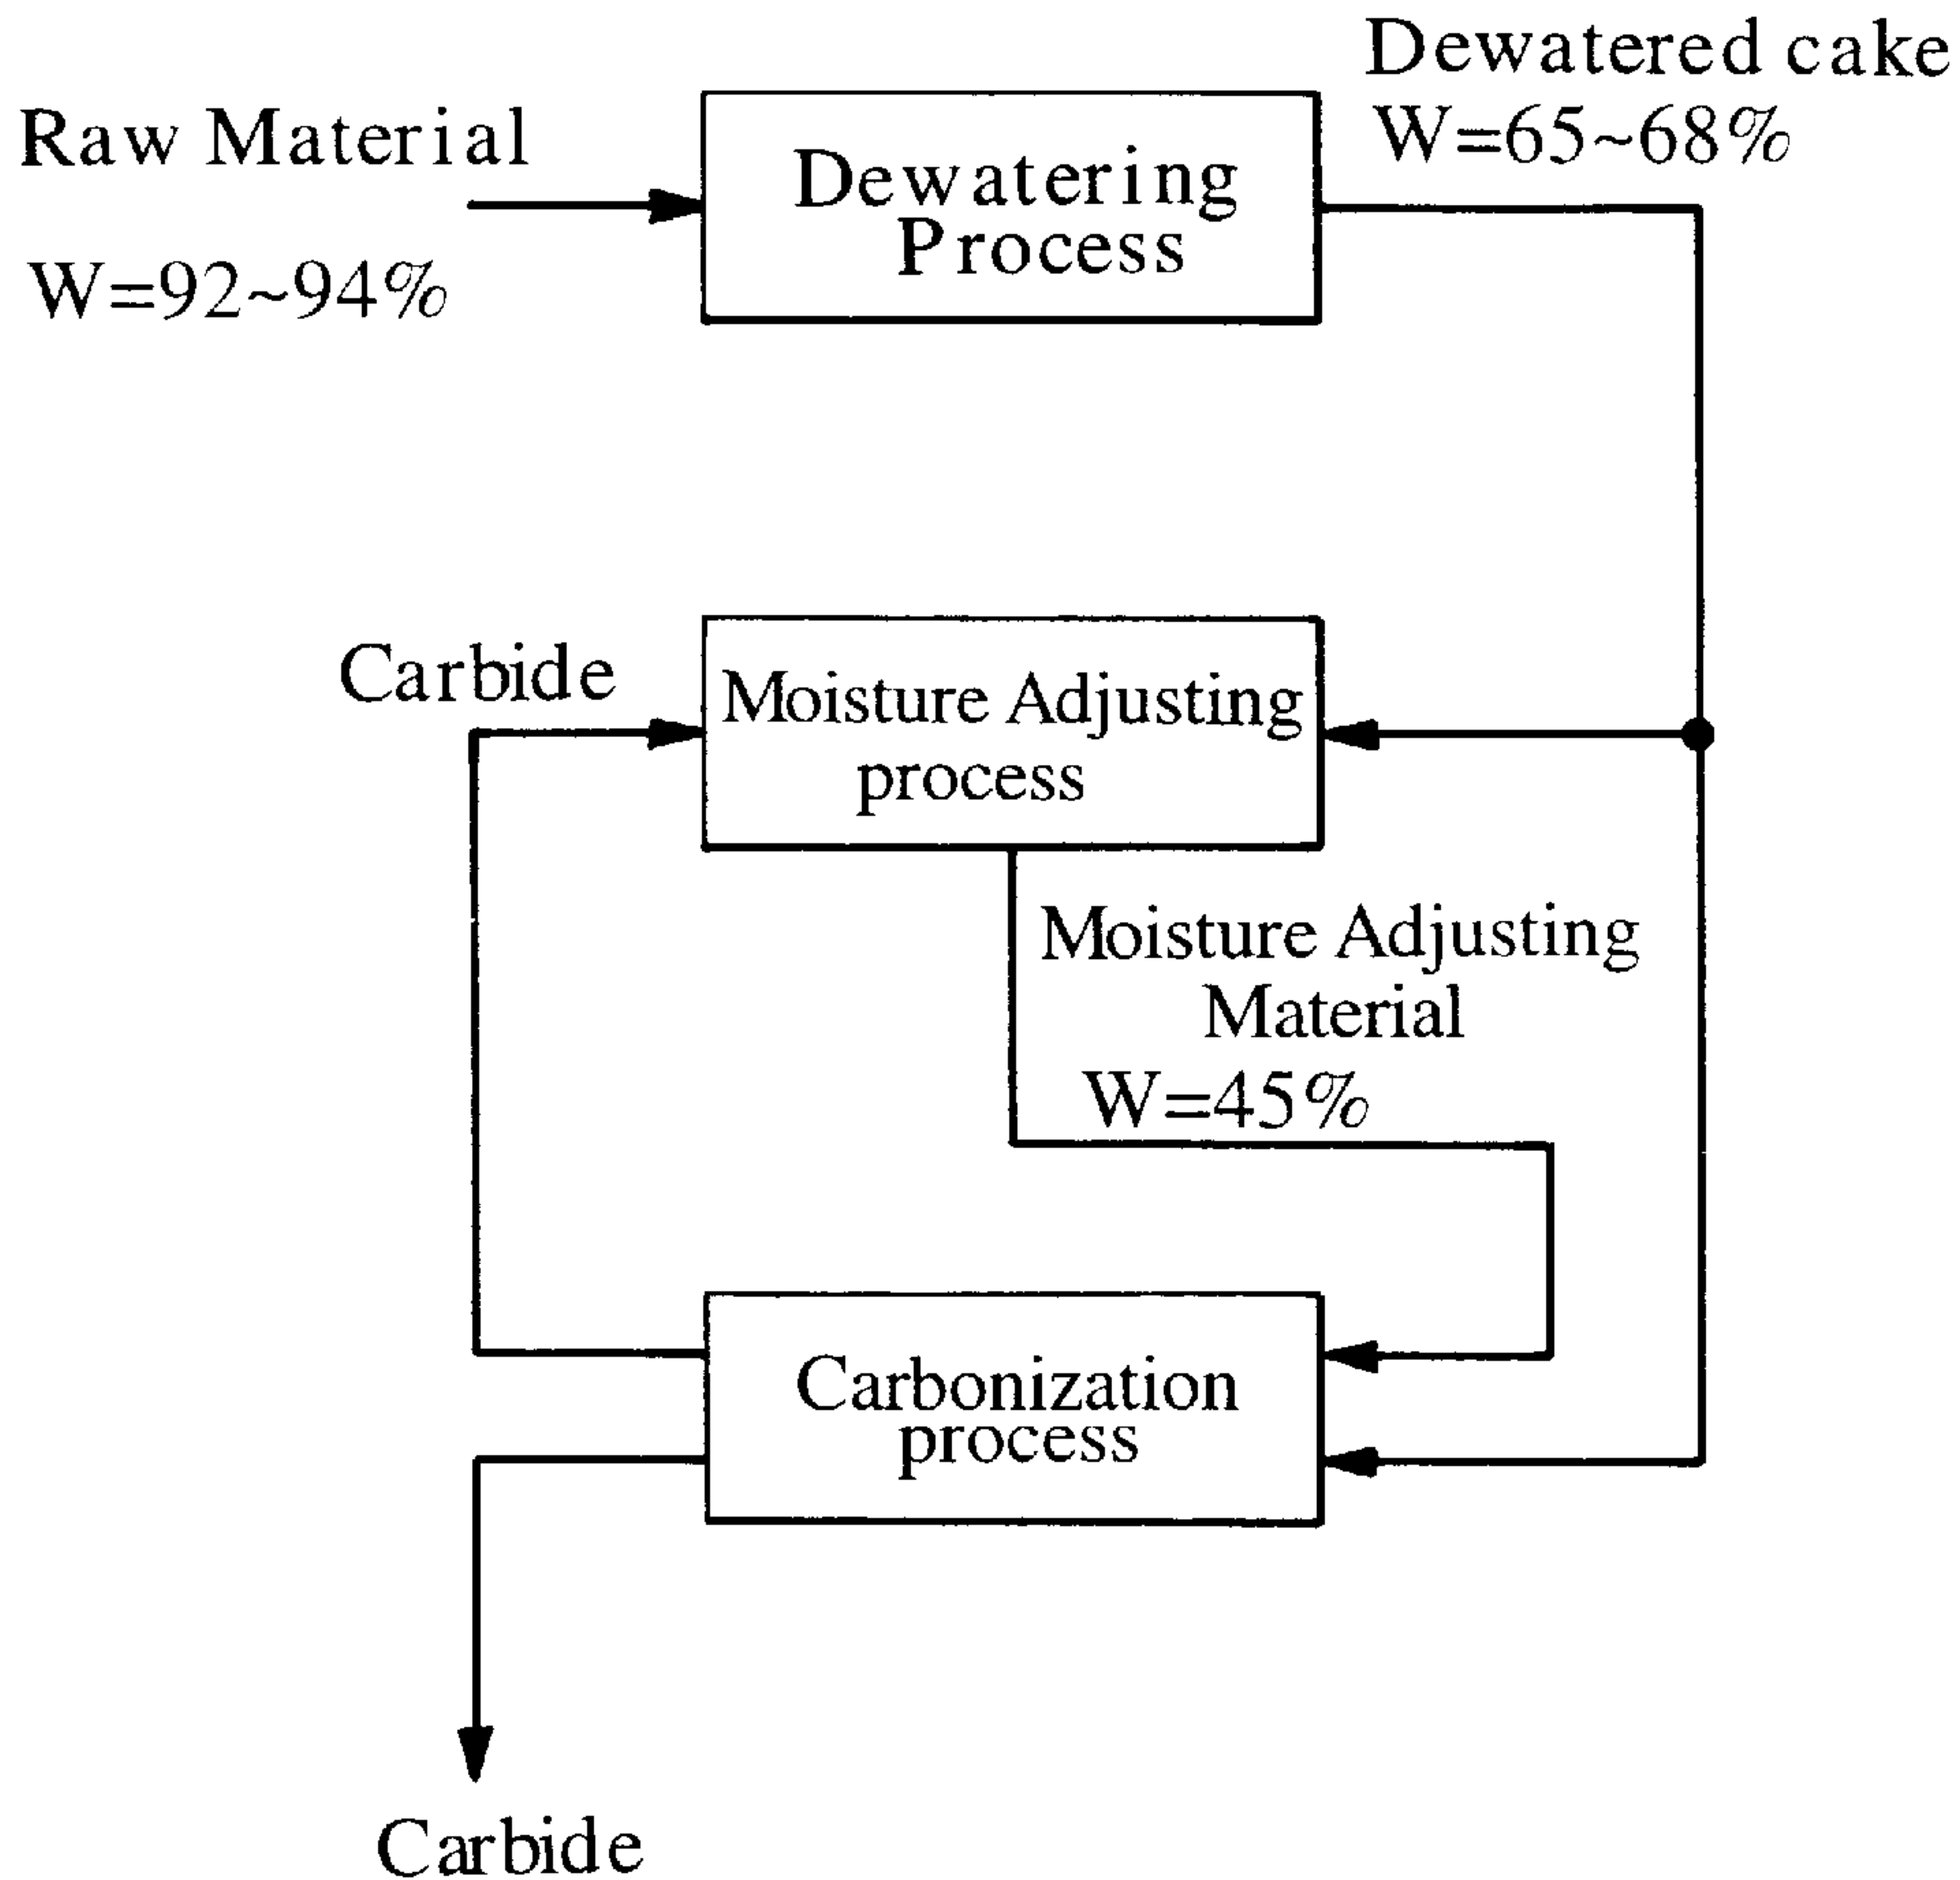 Raw Material
W=92~94%
Dewatering
Process
Dewatered cake
W=65~68%
Carbide
Moisture Adjusting
process
Moisture Adjusting
Material
W=45%
Carbonization
process
Carbide